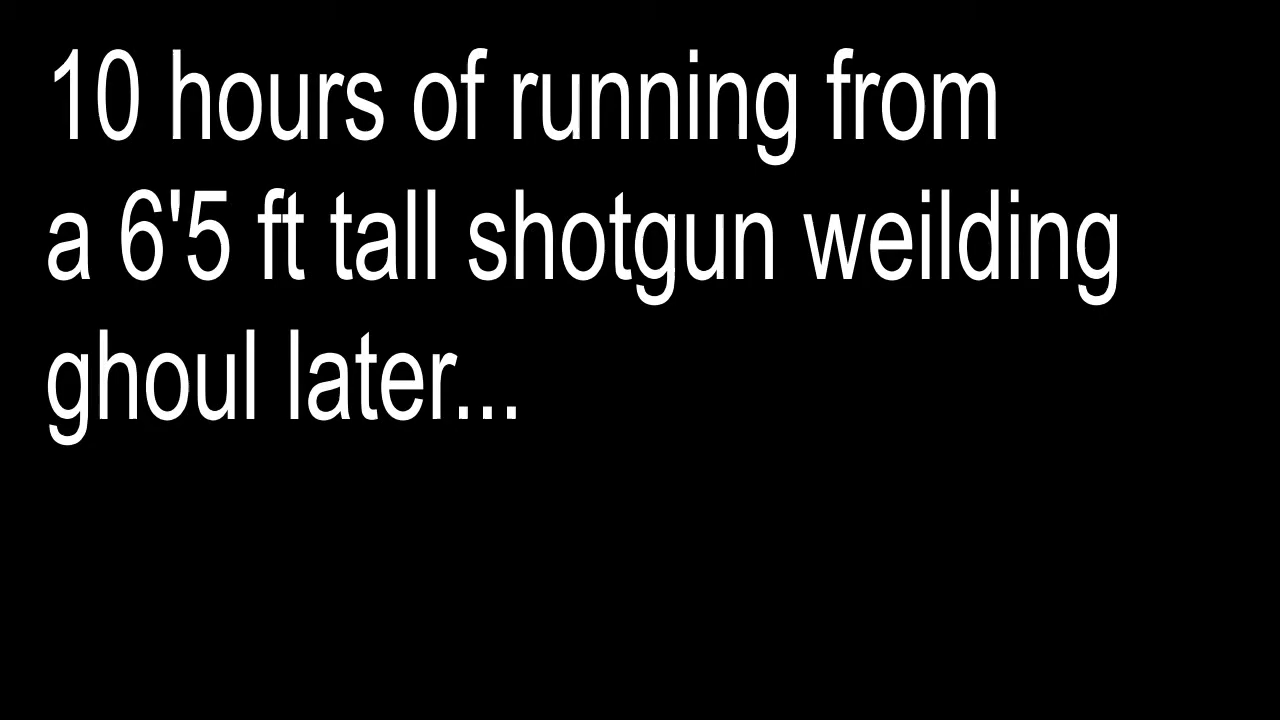 10 hours of running from
a 6'5 ft tall shotgun weilding
ghoul later...